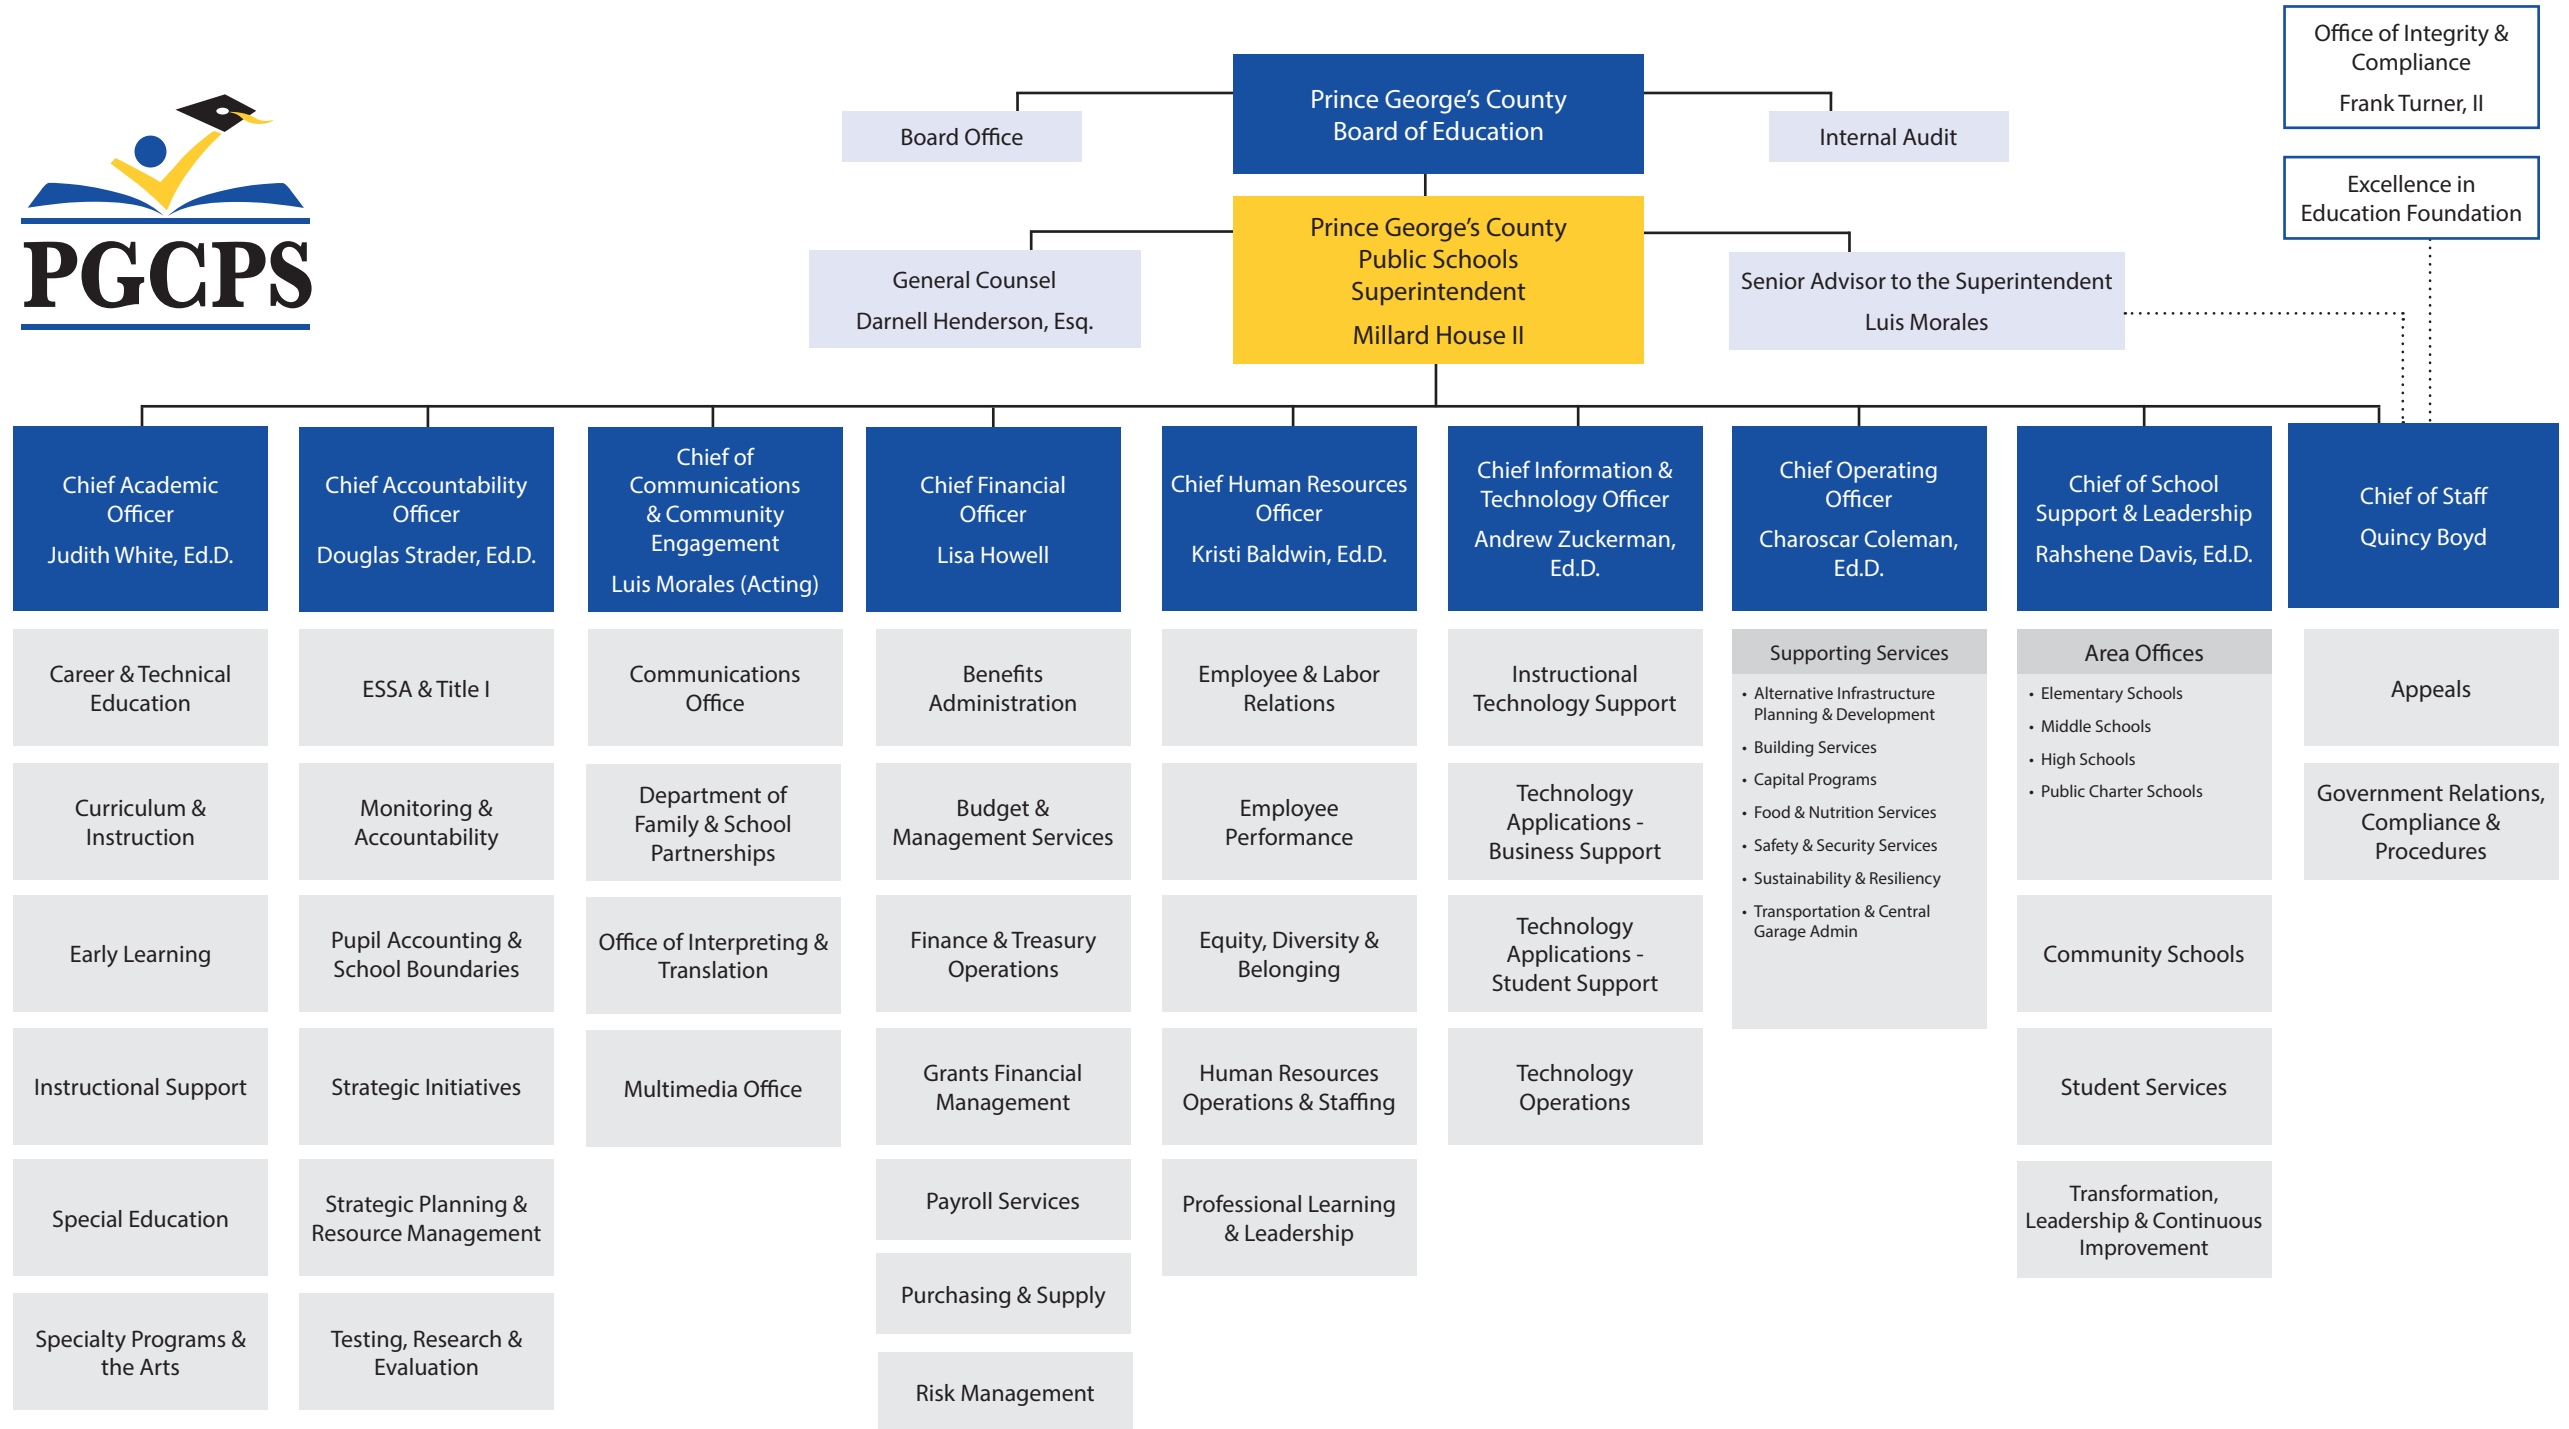 Office of Integrity &
Compliance
Frank Turner, II
Prince George's County
Board of Education
Board Office
Internal Audit
Excellence in
Education Foundation
PGCPS
Prince George's County
Public Schools
Superintendent
Millard House II
General Counsel
Darnell Henderson, Esq.
Senior Advisor to the Superintendent
Luis Morales
Chief Academic
Officer
Judith White, Ed.D.
Career & Technical
Education
Curriculum &
Instruction
Early Learning
Instructional Support
Special Education
Specialty Programs &
the Arts
Chief Accountability
Officer
Douglas Strader, Ed.D.
ESSA & Title I
Monitoring &
Accountability
Pupil Accounting &
School Boundaries
Strategic Initiatives
Strategic Planning &
Resource Management
Testing, Research &
Evaluation
Chief of
Communications
& Community
Engagement
Luis Morales (Acting)
Communications
Office
Department of
Family & School
Partnerships
Office of Interpreting &
Translation
Multimedia Office
Chief Financial
Officer
Lisa Howell
Benefits
Administration
Budget &
Management Services
Finance & Treasury
Operations
Grants Financial
Management
Payroll Services
Purchasing & Supply
Risk Management
Chief Human Resources
Officer
Kristi Baldwin, Ed.D.
Employee & Labor
Relations
Employee
Performance
Equity, Diversity &
Belonging
Human Resources
Operations & Staffing
Professional Learning
& Leadership
Chief Information &
Technology Officer
Andrew Zuckerman,
Ed.D.
Instructional
Technology Support
Technology
Applications -
Business Support
Technology
Applications -
Student Support
Technology
Operations
Chief Operating
Officer
Charoscar Coleman,
Ed.D.
Supporting Services
• Alternative Infrastructure
Planning & Development
• Building Services
• Capital Programs
• Food & Nutrition Services
• Safety & Security Services
• Sustainability & Resiliency
• Transportation & Central
Garage Admin
Chief of School
Support & Leadership
Rahshene Davis, Ed.D.
Area Offices
• Elementary Schools
• Middle Schools
• High Schools
• Public Charter Schools
Community Schools
Student Services
Transformation,
Leadership & Continuous
Improvement
Chief of Staff
Quincy Boyd
Appeals
Government Relations,
Compliance &
Procedures